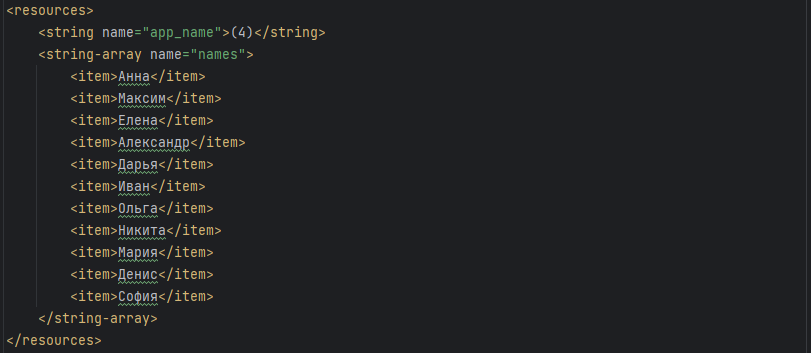 <resources>
    <string name="app_name">(4)</string>
    <string-array name="names">
        <item>Анна</item>
        <item>Максим</item>
        <item>Елена</item>
        <item>Александр</item>
        <item>Дарья</item>
        <item>Иван</item>
        <item>Ольга</item>
        <item>Никита</item>
        <item>Мария</item>
        <item>Денис</item>
        <item>София</item>
    </string-array>
</resources>